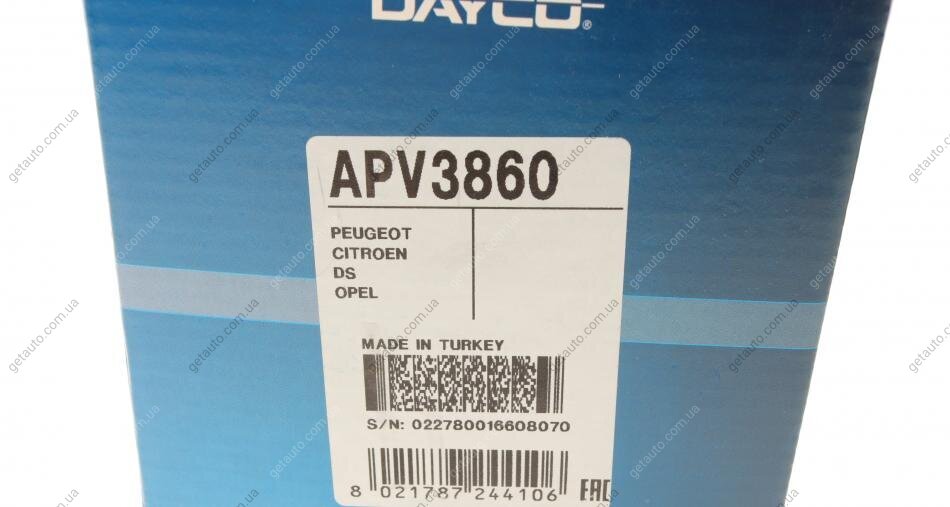 DAYCO®
APV3860
PEUGEOT
CITROEN
DS
OPEL
MADE IN TURKEY
S/N: 022780016608070
8 021787 244106 EAC
getauto.com.ua